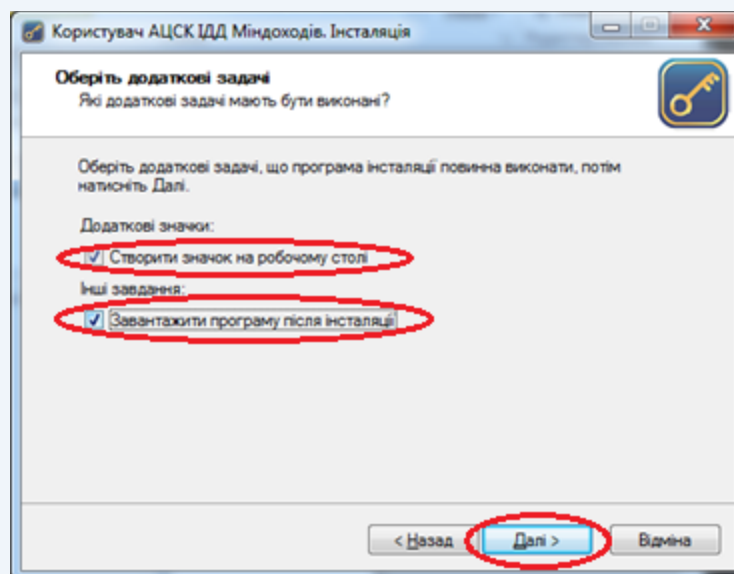 Користувач АЦСК ІДД Міндоходів. Інсталяція
Оберіть додаткові задачі
Які додаткові задачі мають бути виконані?
Оберіть додаткові задачі, що програма інсталяції повинна виконати, потім
натисніть Далі.
Додаткові значки:
Створити значок на робочому столі
Інші завдання:
Завантажити програму після інсталяції
< Назад
Далі >
Відміна